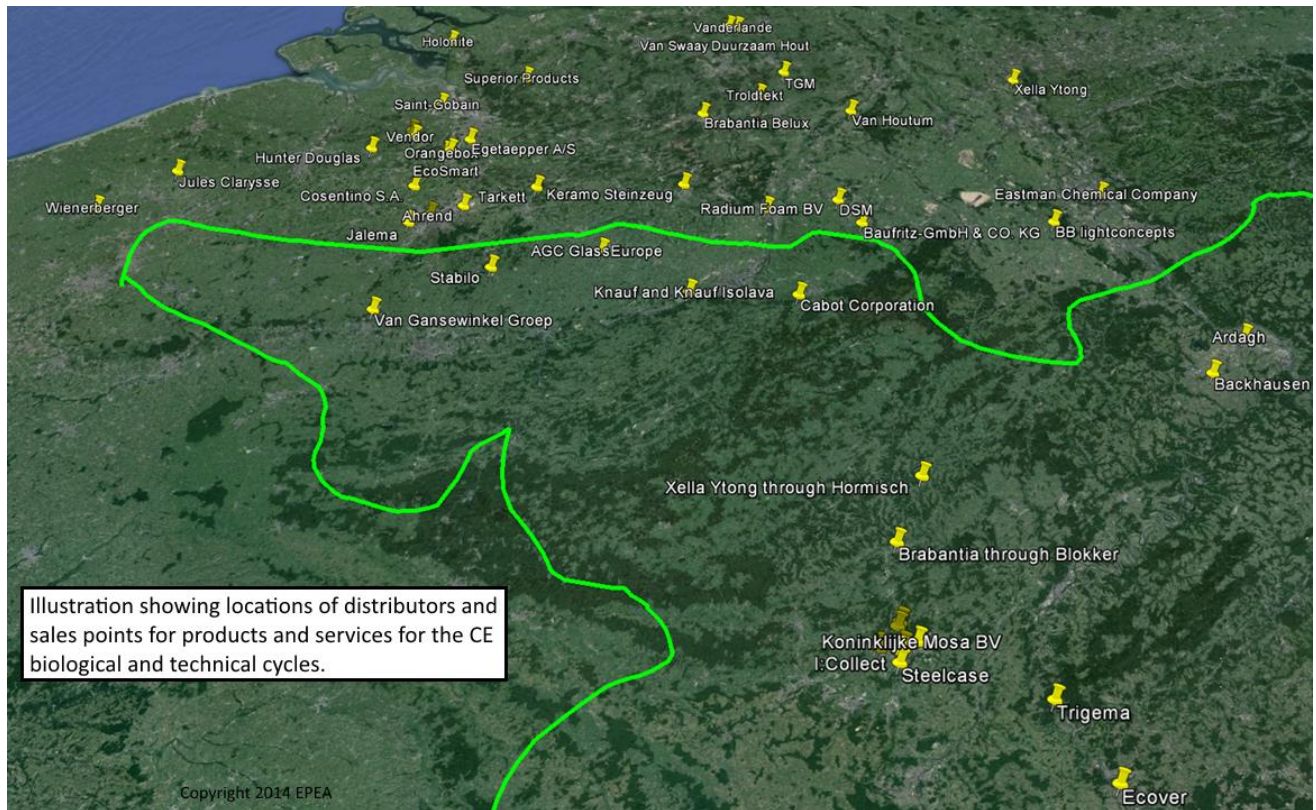 Vanderlande
Holonite
Van Swaay Duurzaam Hout
Superior Products
TGM
Xella Ytong
Troldtekt
Saint-Gobain
Brabantia Belux
Van Houtum
Vendor
Orangebox
Egetaepper A/S
Hunter Douglas
EcoSmart
Jules Clarysse
Cosentino S.A.
Tarkett
Keramo Steinzeug
Eastman Chemical Company
Wienerberger
Ahrend
Radium Foam BV
DSM
Jalema
Baufritz-GmbH & CO. KG
BB lightconcepts
AGC GlassEurope
Stabilo
Knauf and Knauf Isolava
Cabot Corporation
Van Gansewinkel Groep
Ardagh
Backhausen
Xella Ytong through Hormisch
Brabantia through Blokker
Illustration showing locations of distributors and
sales points for products and services for the CE
biological and technical cycles.
Koninklijke Mosa BV
I:Collect
Steelcase
Trigema
Ecover
Copyright 2014 EPEA